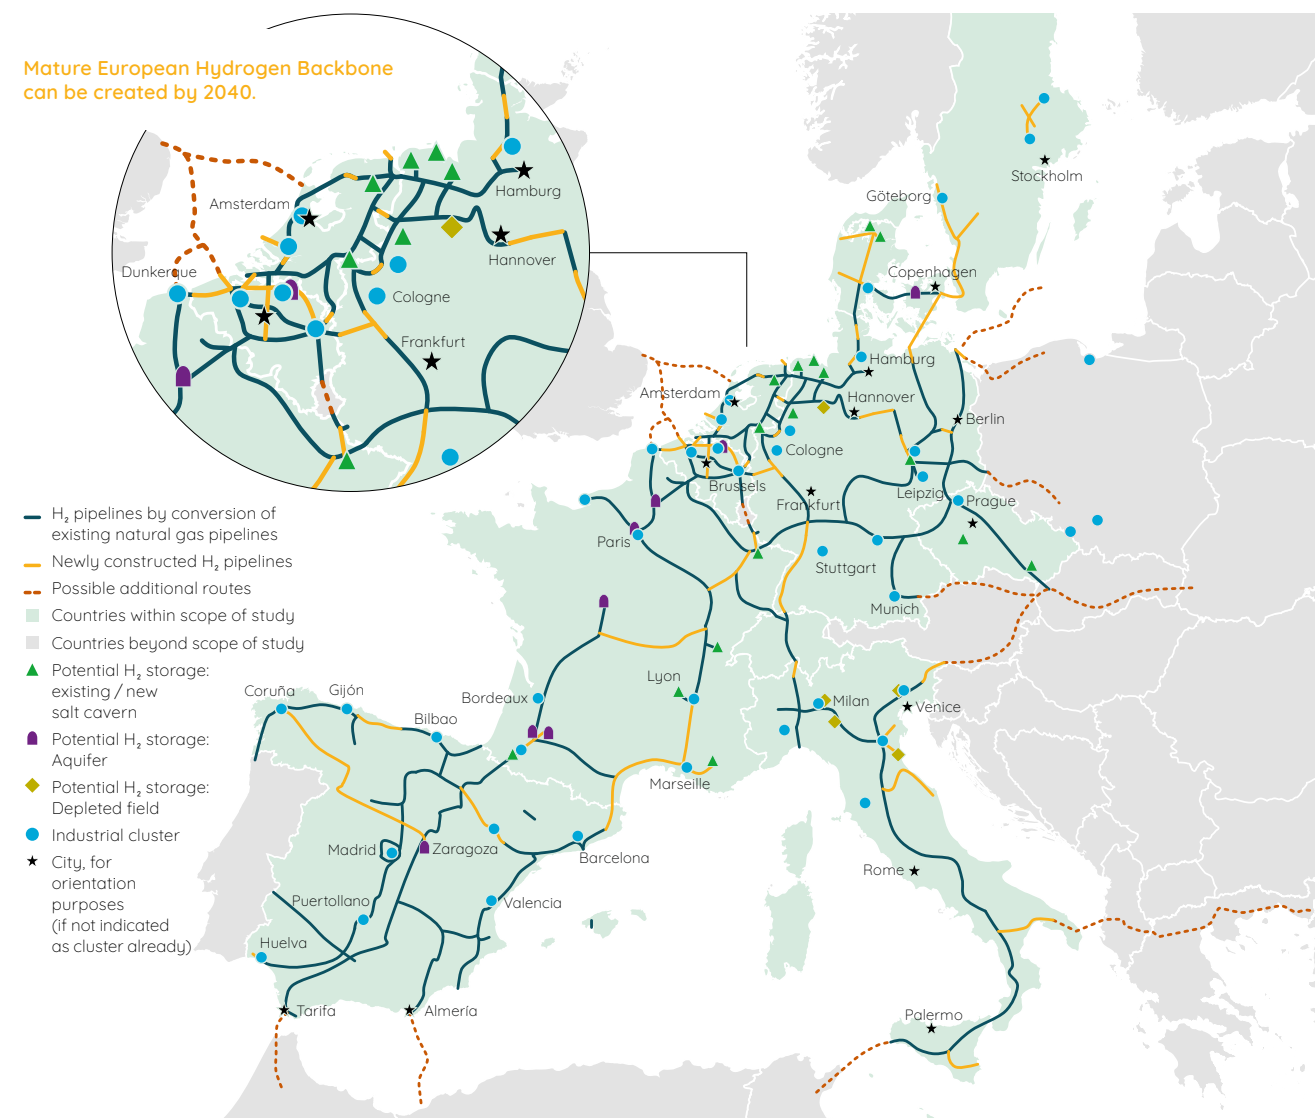 Mature European Hydrogen Backbone
can be created by 2040.
Amsterdam
Hamburg
Hannover
Dunkerque
Cologne
Frankfurt
Stockholm
Göteborg
Copenhagen
Hamburg
Amsterdam
Hannover
Berlin
Cologne
Brussels
Leipzig
Prague
Frankfurt
Paris
Stuttgart
Munich
Lyon
Bordeaux
Milan
Venice
Marseille
Coruña
Gijón
Bilbao
Madrid
Zaragoza
Barcelona
Rome
Puertollano
Valencia
Huelva
Tarifa
Almería
Palermo
H₂ pipelines by conversion of
existing natural gas pipelines
Newly constructed H₂ pipelines
Possible additional routes
Countries within scope of study
Countries beyond scope of study
Potential H₂ storage:
existing / new
salt cavern
Potential H₂ storage:
Aquifer
Potential H₂ storage:
Depleted field
Industrial cluster
City, for
orientation
purposes
(if not indicated
as cluster already)